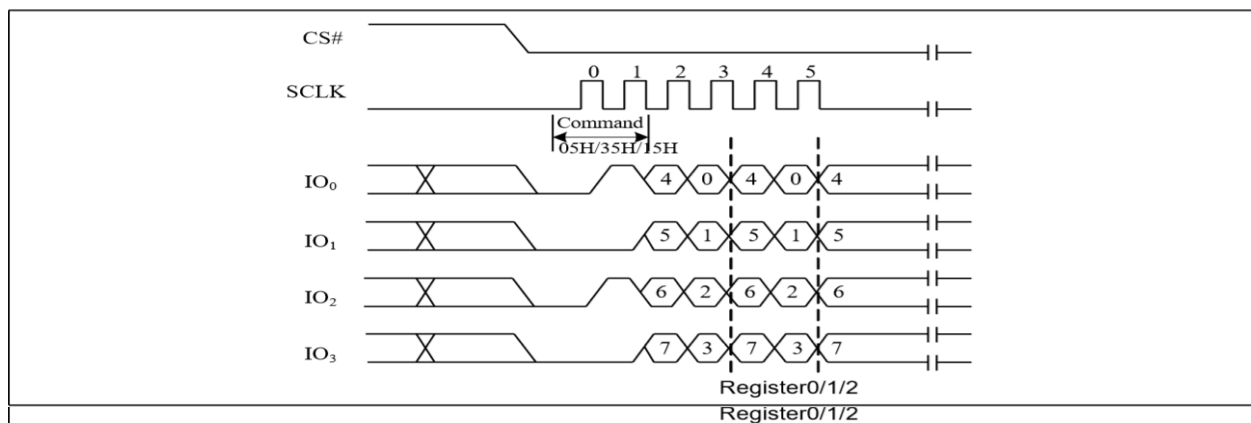 CS#
0 1 2 3 4 5
SCLK
Command
05H/35H/15H
IO₀ 4 0 4 0 4
IO₁ 5 1 5 1 5
IO₂ 6 2 6 2 6
IO₃ 7 3 7 3 7
Register0/1/2
Register0/1/2